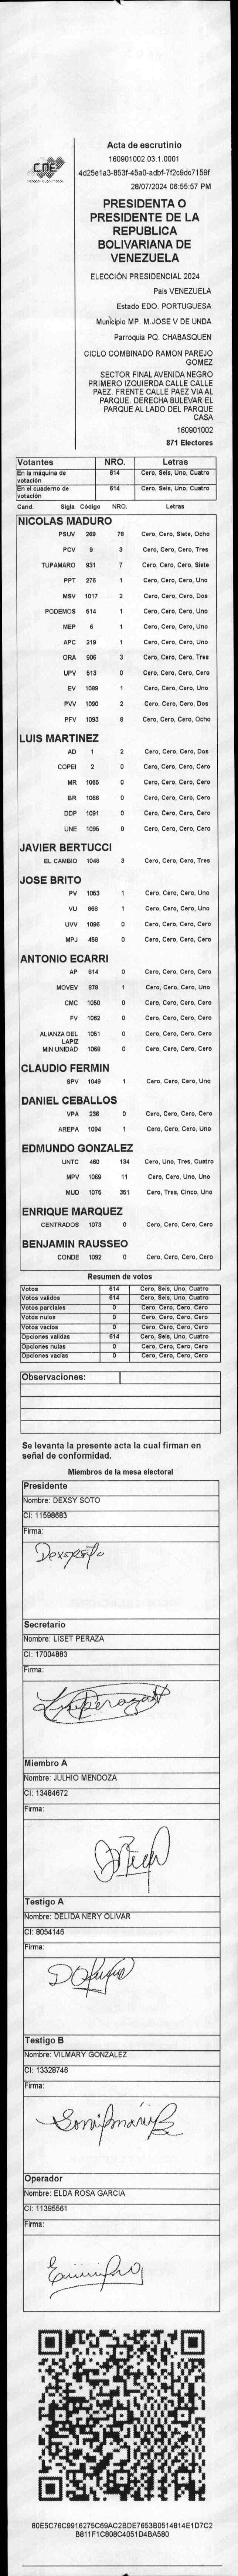 CNE
Acta de escrutinio
160901002.03.1.0001
4d25e1a3-853f-45a0-adbf-7f2c9dc7159f
28/07/2024 06:55:57 PM
PRESIDENTA O
PRESIDENTE DE LA
REPUBLICA
BOLIVARIANA DE
VENEZUELA
ELECCIÓN PRESIDENCIAL 2024
Pais VENEZUELA
Estado EDO. PORTUGUESA
Municipio MP. M.JOSE V DE UNDA
Parroquia PQ. CHABASQUEN
CICLO COMBINADO RAMON PAREJO
GOMEZ
SECTOR FINAL AVENIDA NEGRO
PRIMERO IZQUIERDA CALLE CALLE
PAEZ. FRENTE CALLE PAEZ VIA AL
PARQUE. DERECHA BULEVAR EL
PARQUE AL LADO DEL PARQUE
CASA
160901002
871 Electores
Votantes NRO. Letras
En la máquina de votación 614 Cero, Seis, Uno, Cuatro
En el cuaderno de votación 614 Cero, Seis, Uno, Cuatro
Cand. Sigla Código NRO. Letras
NICOLAS MADURO
PSUV 269 78 Cero, Cero, Siete, Ocho
PCV 9 3 Cero, Cero, Cero, Tres
TUPAMARO 931 7 Cero, Cero, Cero, Siete
PPT 276 1 Cero, Cero, Cero, Uno
MSV 1017 2 Cero, Cero, Cero, Dos
PODEMOS 514 1 Cero, Cero, Cero, Uno
MEP 6 1 Cero, Cero, Cero, Uno
APC 219 1 Cero, Cero, Cero, Uno
ORA 906 3 Cero, Cero, Cero, Tres
UPV 513 0 Cero, Cero, Cero, Cero
EV 1089 1 Cero, Cero, Cero, Uno
PVV 1090 2 Cero, Cero, Cero, Dos
PFV 1093 8 Cero, Cero, Cero, Ocho
LUIS MARTINEZ
AD 1 2 Cero, Cero, Cero, Dos
COPEI 2 0 Cero, Cero, Cero, Cero
MR 1065 0 Cero, Cero, Cero, Cero
BR 1066 0 Cero, Cero, Cero, Cero
DDP 1091 0 Cero, Cero, Cero, Cero
UNE 1095 0 Cero, Cero, Cero, Cero
JAVIER BERTUCCI
EL CAMBIO 1048 3 Cero, Cero, Cero, Tres
JOSE BRITO
PV 1053 1 Cero, Cero, Cero, Uno
VU 868 1 Cero, Cero, Cero, Uno
UVV 1096 0 Cero, Cero, Cero, Cero
MPJ 458 0 Cero, Cero, Cero, Cero
ANTONIO ECARRI
AP 814 0 Cero, Cero, Cero, Cero
MOVEV 878 1 Cero, Cero, Cero, Uno
CMC 1050 0 Cero, Cero, Cero, Cero
FV 1062 0 Cero, Cero, Cero, Cero
ALIANZA DEL LAPIZ 1051 0 Cero, Cero, Cero, Cero
MIN UNIDAD 1069 0 Cero, Cero, Cero, Cero
CLAUDIO FERMIN
SPV 1049 1 Cero, Cero, Cero, Uno
DANIEL CEBALLOS
VPA 236 0 Cero, Cero, Cero, Cero
AREPA 1094 1 Cero, Cero, Cero, Uno
EDMUNDO GONZALEZ
UNTC 460 134 Cero, Uno, Tres, Cuatro
MPV 1069 11 Cero, Cero, Uno, Uno
MUD 1075 351 Cero, Tres, Cinco, Uno
ENRIQUE MARQUEZ
CENTRADOS 1073 0 Cero, Cero, Cero, Cero
BENJAMIN RAUSSEO
CONDE 1092 0 Cero, Cero, Cero, Cero
Resumen de votos
Votos 614 Cero, Seis, Uno, Cuatro
Votos validos 614 Cero, Seis, Uno, Cuatro
Votos parciales 0 Cero, Cero, Cero, Cero
Votos nulos 0 Cero, Cero, Cero, Cero
Votos vacios 0 Cero, Cero, Cero, Cero
Opciones validas 614 Cero, Seis, Uno, Cuatro
Opciones nulas 0 Cero, Cero, Cero, Cero
Opciones vacias 0 Cero, Cero, Cero, Cero
Observaciones:
Se levanta la presente acta la cual firman en
señal de conformidad.
Miembros de la mesa electoral
Presidente
Nombre: DEXSY SOTO
CI: 11598683
Firma:
Secretario
Nombre: LISET PERAZA
CI: 17004883
Firma:
Miembro A
Nombre: JULHIO MENDOZA
CI: 13484672
Firma:
Testigo A
Nombre: DELIDA NERY OLIVAR
CI: 8054146
Firma:
Testigo B
Nombre: VILMARY GONZALEZ
CI: 13328746
Firma:
Operador
Nombre: ELDA ROSA GARCIA
CI: 11395561
Firma:
80E5C76C9916275C69AC2BDE7653B0514814E1D7C2
B811F1C808C4051D4BA580